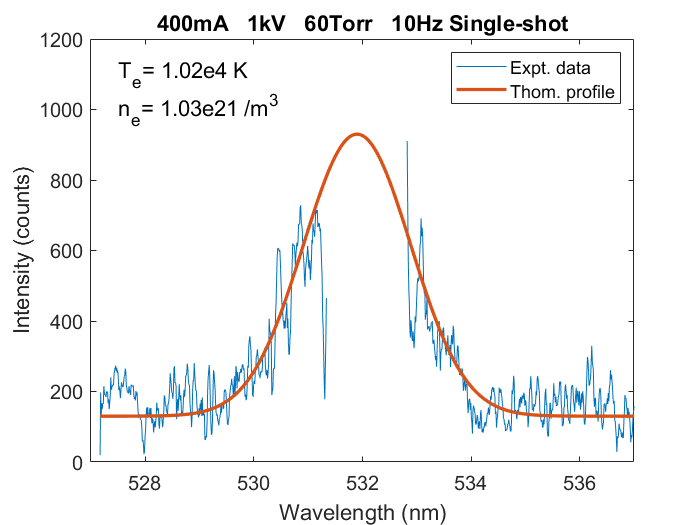 400mA 1kV 60Torr 10Hz Single-shot
1200
1000
800
600
400
200
0
Intensity (counts)
Te= 1.02e4 K
ne= 1.03e21 /m3
Expt. data
Thom. profile
528 530 532 534 536
Wavelength (nm)